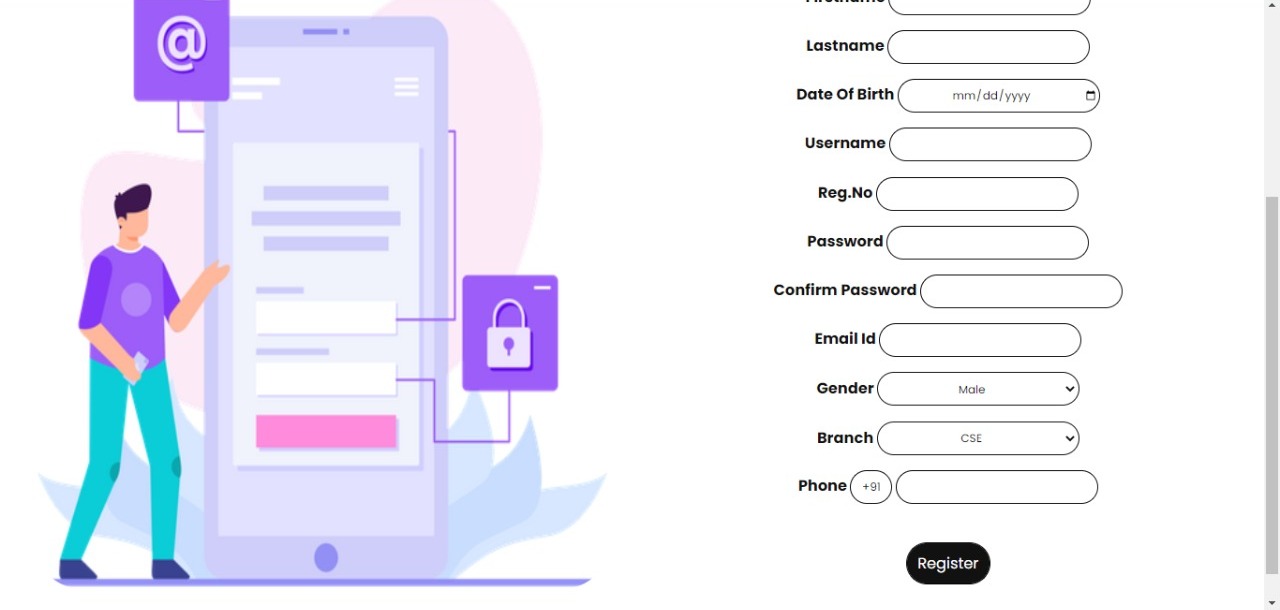 @
Lastname
Date Of Birth mm/dd/yyyy
Username
Reg.No
Password
Confirm Password
Email Id
Gender Male
Branch CSE
Phone +91
Register